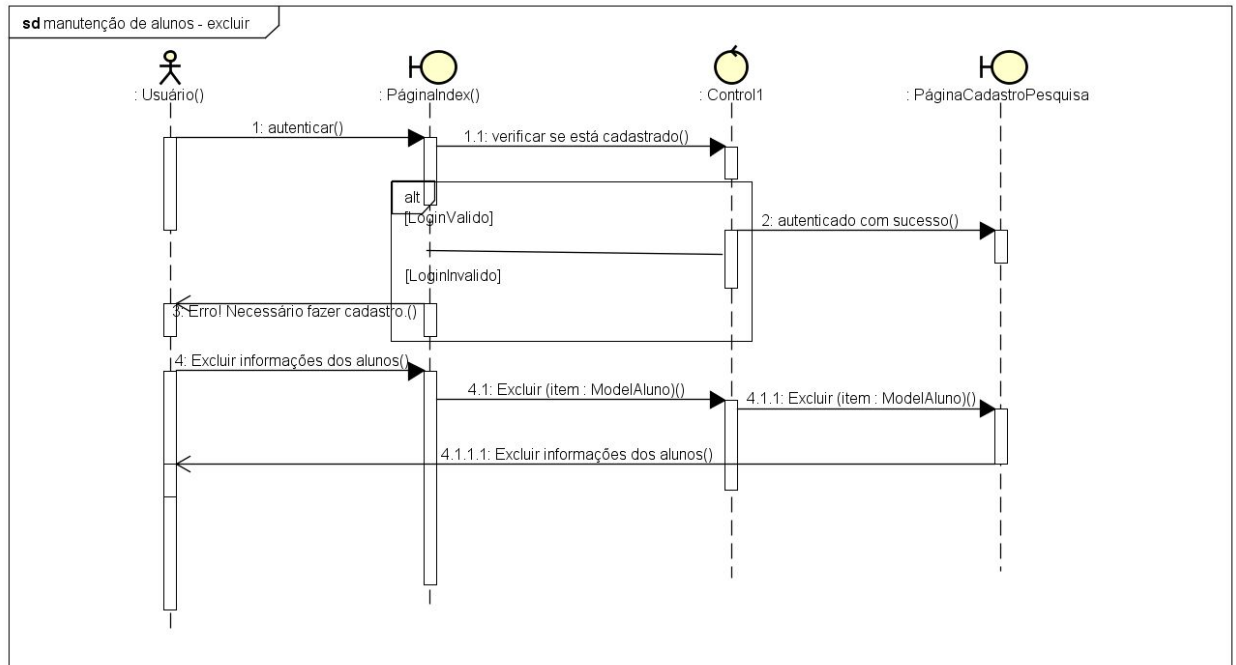 sd manutenção de alunos - excluir
: Usuário()
: PáginaIndex()
: Control1
: PáginaCadastroPesquisa
1: autenticar()
1.1: verificar se está cadastrado()
alt
[LoginValido]
2: autenticado com sucesso()
[LoginInvalido]
3: Erro! Necessário fazer cadastro.()
4: Excluir informações dos alunos()
4.1: Excluir (item : ModelAluno)()
4.1.1: Excluir (item : ModelAluno)()
4.1.1.1: Excluir informações dos alunos()